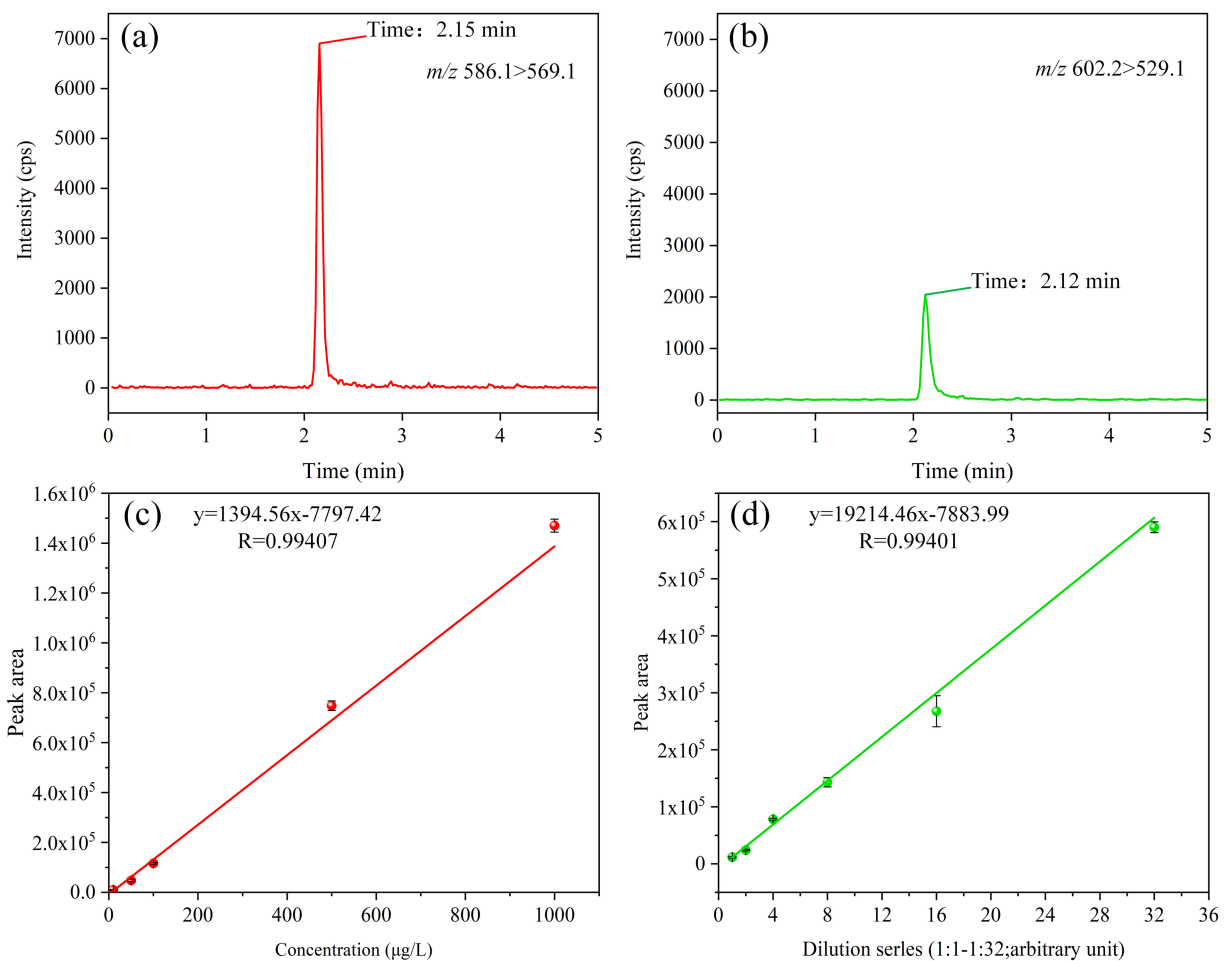 (a)
Time: 2.15 min
m/z 586.1>569.1
7000
6000
5000
4000
3000
2000
1000
0
Intensity (cps)
0 1 2 3 4 5
Time (min)
(b)
m/z 602.2>529.1
Time: 2.12 min
7000
6000
5000
4000
3000
2000
1000
0
Intensity (cps)
0 1 2 3 4 5
Time (min)
(c)
y=1394.56x-7797.42
R=0.99407
1.6x10⁶
1.4x10⁶
1.2x10⁶
1.0x10⁶
8.0x10⁵
6.0x10⁵
4.0x10⁵
2.0x10⁵
0.0
Peak area
0 200 400 600 800 1000
Concentration (μg/L)
(d)
y=19214.46x-7883.99
R=0.99401
6x10⁵
5x10⁵
4x10⁵
3x10⁵
2x10⁵
1x10⁵
0
Peak area
0 4 8 12 16 20 24 28 32 36
Dilution serles (1:1-1:32;arbitrary unit)